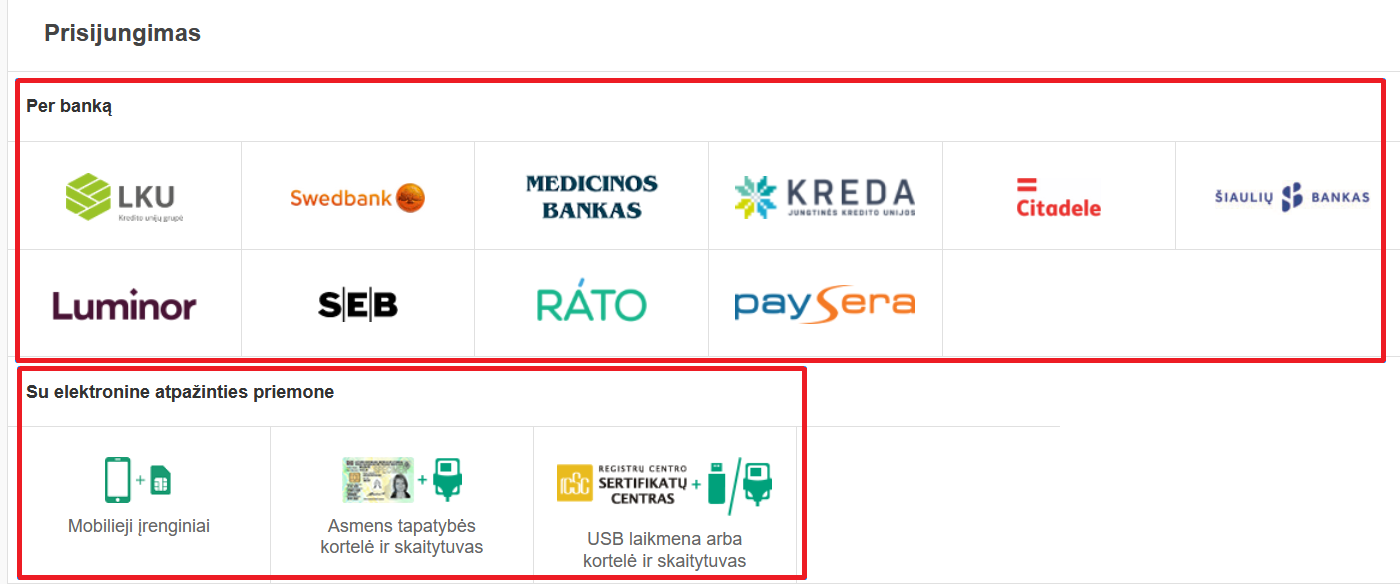 Prisijungimas
Per banką
LKU
Kredito unijų grupė
Swedbank
MEDICINOS
BANKAS
KREDA
JUNGTINĖS KREDITO UNIJOS
Citadele
ŠIAULIŲ BANKAS
Luminor
S|E|B
RÁTO
paysera
Su elektronine atpažinties priemone
+
Mobilieji įrenginiai
+
Asmens tapatybės
kortelė ir skaitytuvas
REGISTRŲ CENTRO
SERTIFIKATŲ
CENTRAS
+ /
USB laikmena arba
kortelė ir skaitytuvas